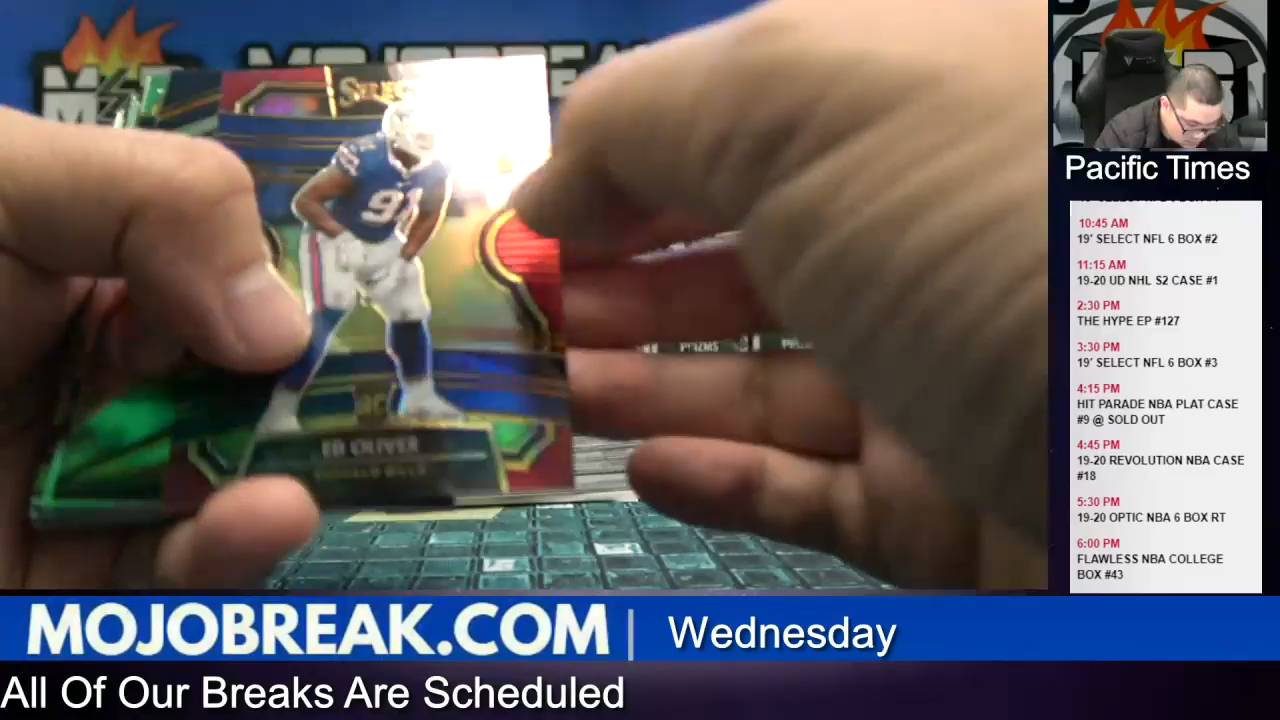 SELECT
91
RC
ED OLIVER
PRIZMS
Pacific Times
10:45 AM
19' SELECT NFL 6 BOX #2
11:15 AM
19-20 UD NHL S2 CASE #1
2:30 PM
THE HYPE EP #127
3:30 PM
19' SELECT NFL 6 BOX #3
4:15 PM
HIT PARADE NBA PLAT CASE
#9 @ SOLD OUT
4:45 PM
19-20 REVOLUTION NBA CASE
#18
5:30 PM
19-20 OPTIC NBA 6 BOX RT
6:00 PM
FLAWLESS NBA COLLEGE
BOX #43
MOJOBREAK.COM | Wednesday
All Of Our Breaks Are Scheduled